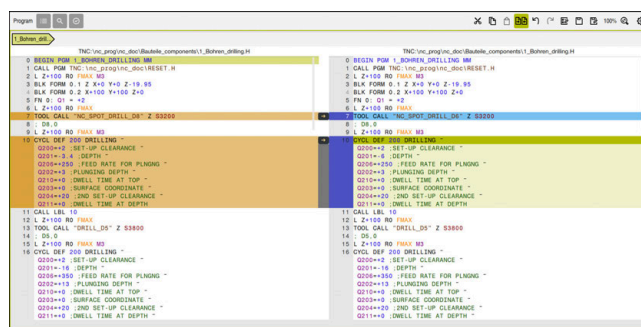 Program
100%
1_Bohren_drill...
TNC:\nc_prog\nc_doc\Bauteile_components\1_Bohren_drilling.H
0 BEGIN PGM 1_BOHREN_DRILLING MM
1 CALL PGM TNC:\nc_prog\nc_doc\RESET.H
2 L Z+100 R0 FMAX M3
3 BLK FORM 0.1 Z X+0 Y+0 Z-19.95
4 BLK FORM 0.2 X+100 Y+100 Z+0
5 FN 0: Q1 = +2
6 L Z+100 R0 FMAX
7 TOOL CALL "NC_SPOT_DRILL_D8" Z S3200
8 ; D8,0
9 L Z+100 R0 FMAX M3
10 CYCL DEF 200 DRILLING ~
Q200=+2 ;SET-UP CLEARANCE ~
Q201=-3.4 ;DEPTH ~
Q206=+250 ;FEED RATE FOR PLNGNG ~
Q202=+3 ;PLUNGING DEPTH ~
Q210=+0 ;DWELL TIME AT TOP ~
Q203=+0 ;SURFACE COORDINATE ~
Q204=+20 ;2ND SET-UP CLEARANCE ~
Q211=+0 ;DWELL TIME AT DEPTH
11 CALL LBL 10
12 L Z+100 R0 FMAX
13 TOOL CALL "DRILL_D5" Z S3800
14 ; D5,0
15 L Z+100 R0 FMAX M3
16 CYCL DEF 200 DRILLING ~
Q200=+2 ;SET-UP CLEARANCE ~
Q201=-16 ;DEPTH ~
Q206=+350 ;FEED RATE FOR PLNGNG ~
Q202=+13 ;PLUNGING DEPTH ~
Q210=+0 ;DWELL TIME AT TOP ~
Q203=+0 ;SURFACE COORDINATE ~
Q204=+20 ;2ND SET-UP CLEARANCE ~
Q211=+0 ;DWELL TIME AT DEPTH ~
TNC:\nc_prog\nc_doc\Bauteile_components\1_Bohren_drilling.H
0 BEGIN PGM 1_BOHREN_DRILLING MM
1 CALL PGM TNC:\nc_prog\nc_doc\RESET.H
2 L Z+100 R0 FMAX M3
3 BLK FORM 0.1 Z X+0 Y+0 Z-19.95
4 BLK FORM 0.2 X+100 Y+100 Z+0
5 FN 0: Q1 = +2
6 L Z+100 R0 FMAX
7 TOOL CALL "NC_SPOT_DRILL_D6" Z S3200
8 ; D8,0
9 L Z+100 R0 FMAX M3
10 CYCL DEF 200 DRILLING ~
Q200=+2 ;SET-UP CLEARANCE ~
Q201=-6 ;DEPTH ~
Q206=+250 ;FEED RATE FOR PLNGNG ~
Q202=+3 ;PLUNGING DEPTH ~
Q210=+0 ;DWELL TIME AT TOP ~
Q203=+0 ;SURFACE COORDINATE ~
Q204=+20 ;2ND SET-UP CLEARANCE ~
Q211=+0 ;DWELL TIME AT DEPTH
11 CALL LBL 10
12 L Z+100 R0 FMAX
13 TOOL CALL "DRILL_D5" Z S3800
14 ; D5,0
15 L Z+100 R0 FMAX M3
16 CYCL DEF 200 DRILLING ~
Q200=+2 ;SET-UP CLEARANCE ~
Q201=-16 ;DEPTH ~
Q206=+350 ;FEED RATE FOR PLNGNG ~
Q202=+13 ;PLUNGING DEPTH ~
Q210=+0 ;DWELL TIME AT TOP ~
Q203=+0 ;SURFACE COORDINATE ~
Q204=+20 ;2ND SET-UP CLEARANCE ~
Q211=+0 ;DWELL TIME AT DEPTH ~